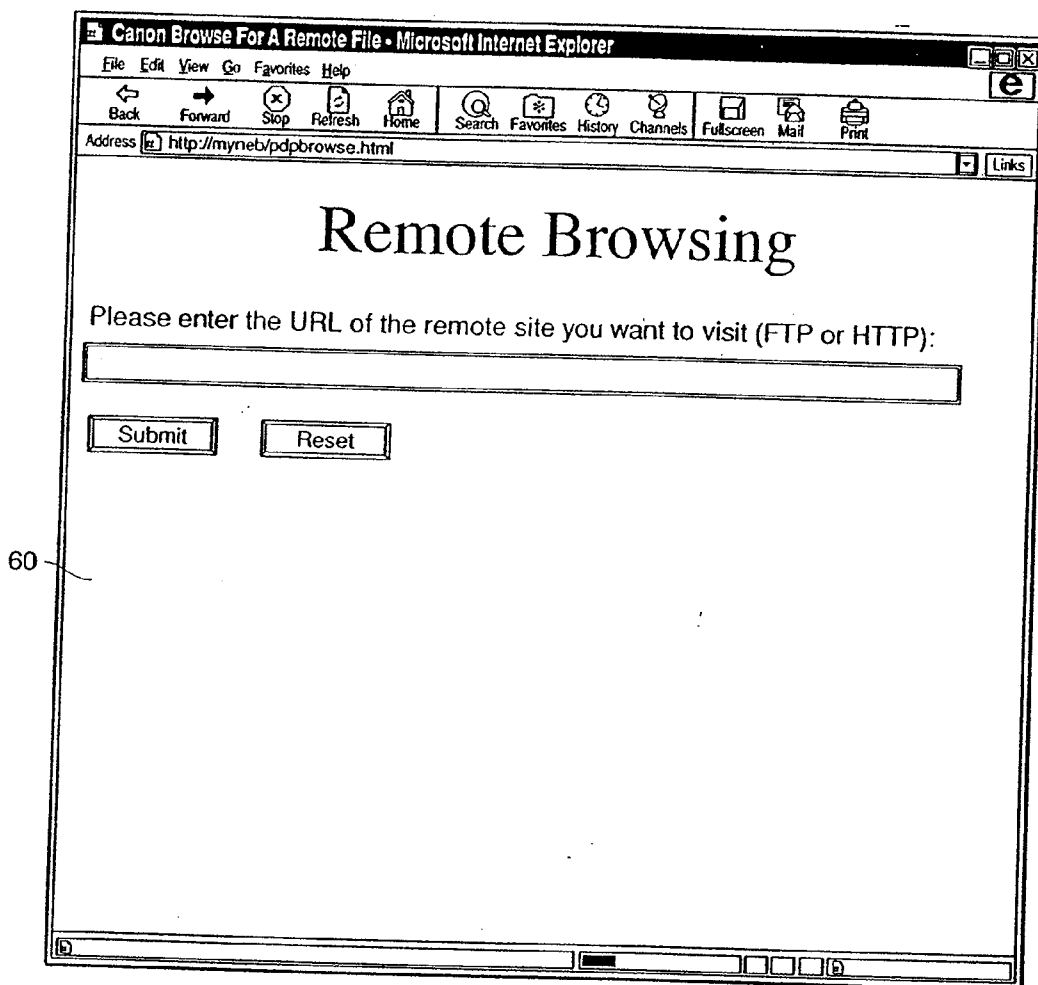 Canon Browse For A Remote File • Microsoft Internet Explorer
File Edit View Go Favorites Help
Back Forward Stop Refresh Home Search Favorites History Channels Fullscreen Mail Print
Address http://myneb/pdpbrowse.html Links
Remote Browsing
Please enter the URL of the remote site you want to visit (FTP or HTTP):
Submit Reset
60